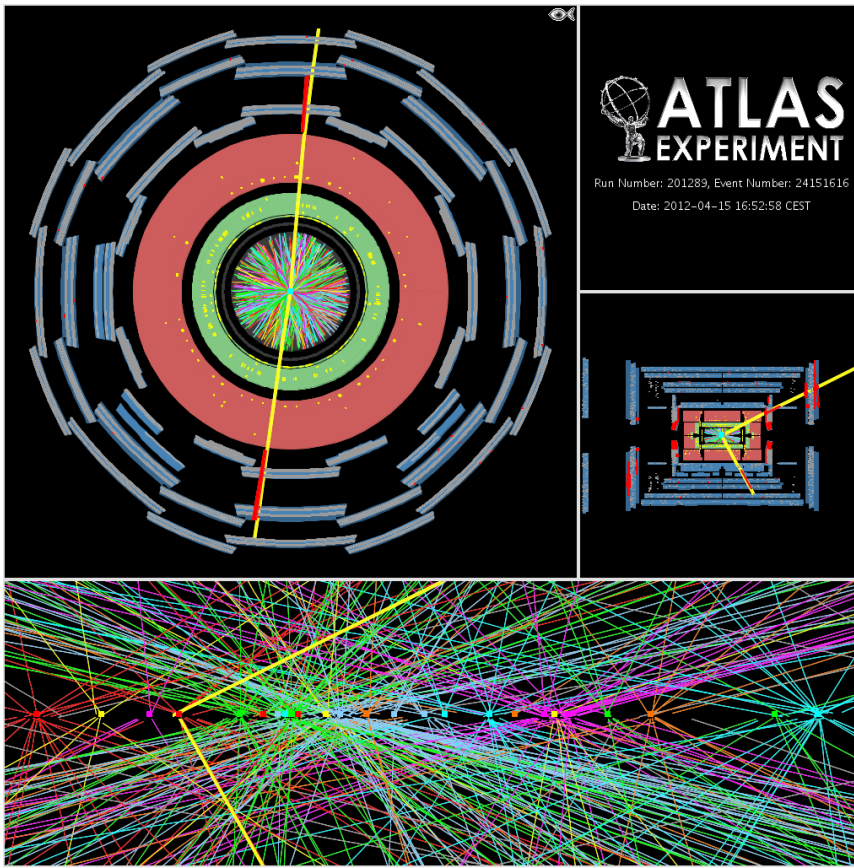 ATLAS
EXPERIMENT
Run Number: 201289, Event Number: 24151616
Date: 2012-04-15 16:52:58 CEST